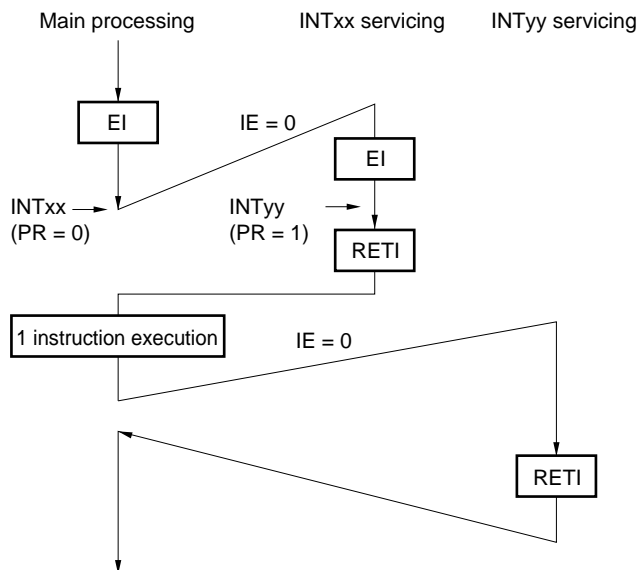 Main processing
INTxx servicing
INTyy servicing
EI
IE = 0
EI
INTxx
(PR = 0)
INTyy
(PR = 1)
RETI
1 instruction execution
IE = 0
RETI